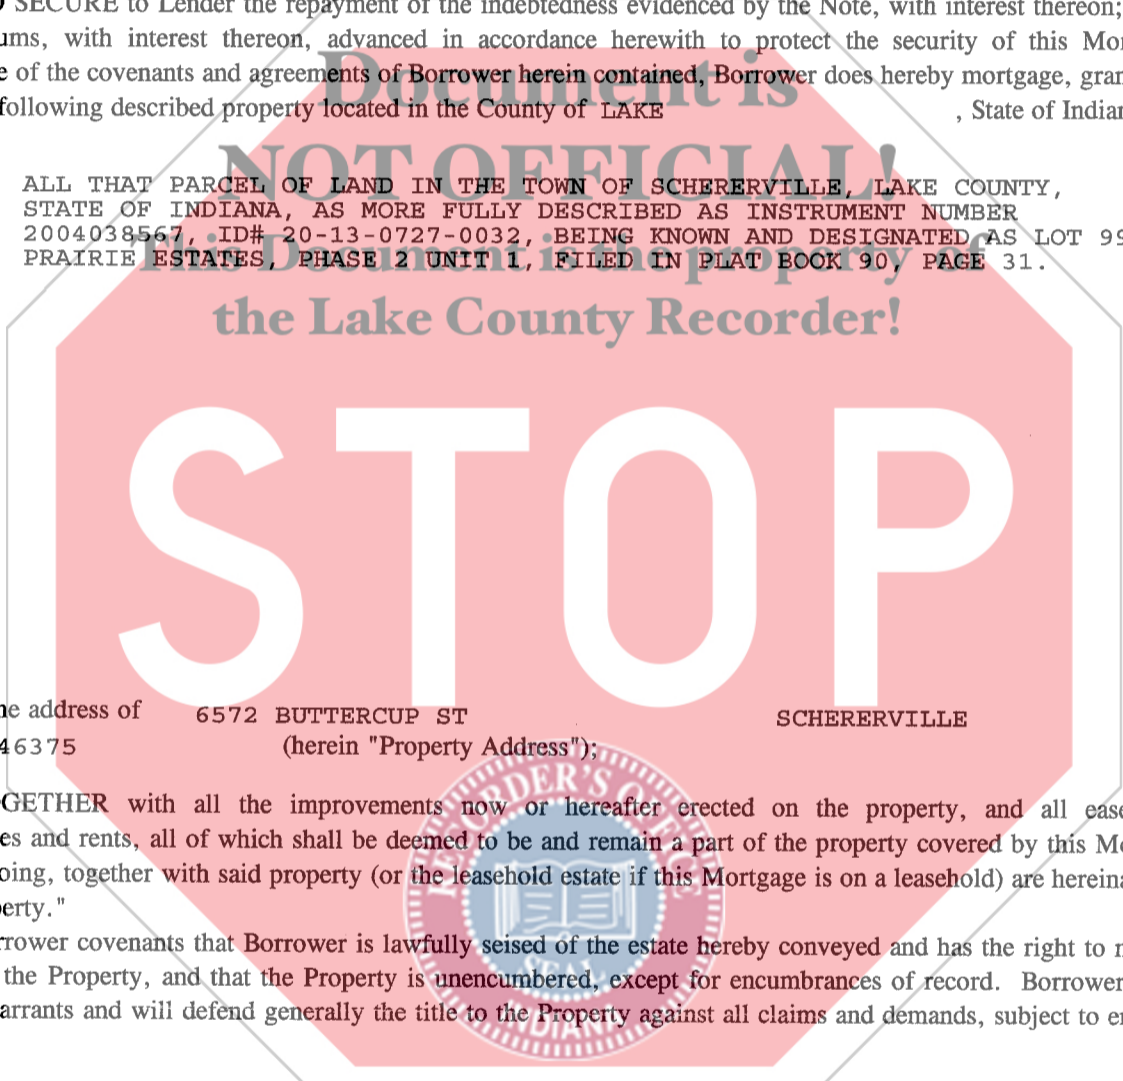 SECURE to Lender the repayment of the indebtedness evidenced by the Note, with interest thereon;
ums, with interest thereon, advanced in accordance herewith to protect the security of this Mo
e of the covenants and agreements of Borrower herein contained, Borrower does hereby mortgage, gran
following described property located in the County of LAKE , State of Indian
Document is
NOT OFFICIAL!
ALL THAT PARCEL OF LAND IN THE TOWN OF SCHERERVILLE, LAKE COUNTY,
STATE OF INDIANA, AS MORE FULLY DESCRIBED AS INSTRUMENT NUMBER
2004038567, ID# 20-13-0727-0032, BEING KNOWN AND DESIGNATED AS LOT 99
PRAIRIE ESTATES, PHASE 2 UNIT 1, FILED IN PLAT BOOK 90, PAGE 31.
This Document is the property of
the Lake County Recorder!
STOP
ne address of 6572 BUTTERCUP ST SCHERERVILLE
46375 (herein "Property Address");
GETHER with all the improvements now or hereafter erected on the property, and all ease
es and rents, all of which shall be deemed to be and remain a part of the property covered by this Mo
oing, together with said property (or the leasehold estate if this Mortgage is on a leasehold) are hereina
erty."
rrower covenants that Borrower is lawfully seised of the estate hereby conveyed and has the right to m
the Property, and that the Property is unencumbered, except for encumbrances of record. Borrower
arrants and will defend generally the title to the Property against all claims and demands, subject to en
RECORDER'S OFFICE
SEAL
INDIANA